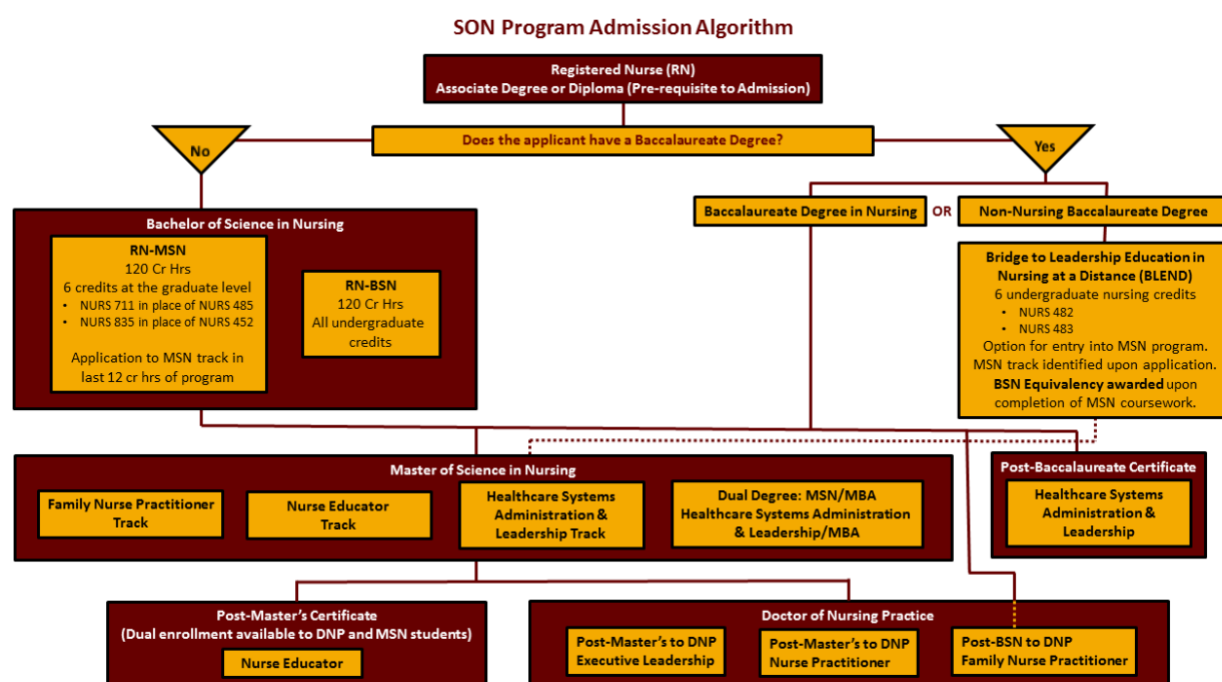 SON Program Admission Algorithm
Registered Nurse (RN)
Associate Degree or Diploma (Pre-requisite to Admission)
Does the applicant have a Baccalaureate Degree?
No
Yes
Bachelor of Science in Nursing
RN-MSN
120 Cr Hrs
6 credits at the graduate level
• NURS 711 in place of NURS 485
• NURS 835 in place of NURS 452
Application to MSN track in
last 12 cr hrs of program
RN-BSN
120 Cr Hrs
All undergraduate
credits
Baccalaureate Degree in Nursing
OR
Non-Nursing Baccalaureate Degree
Bridge to Leadership Education in
Nursing at a Distance (BLEND)
6 undergraduate nursing credits
• NURS 482
• NURS 483
Option for entry into MSN program.
MSN track identified upon application.
BSN Equivalency awarded upon
completion of MSN coursework.
Master of Science in Nursing
Family Nurse Practitioner
Track
Nurse Educator
Track
Healthcare Systems
Administration &
Leadership Track
Dual Degree: MSN/MBA
Healthcare Systems Administration
& Leadership/MBA
Post-Baccalaureate Certificate
Healthcare Systems
Administration &
Leadership
Post-Master's Certificate
(Dual enrollment available to DNP and MSN students)
Nurse Educator
Doctor of Nursing Practice
Post-Master's to DNP
Executive Leadership
Post-Master's to DNP
Nurse Practitioner
Post-BSN to DNP
Family Nurse Practitioner